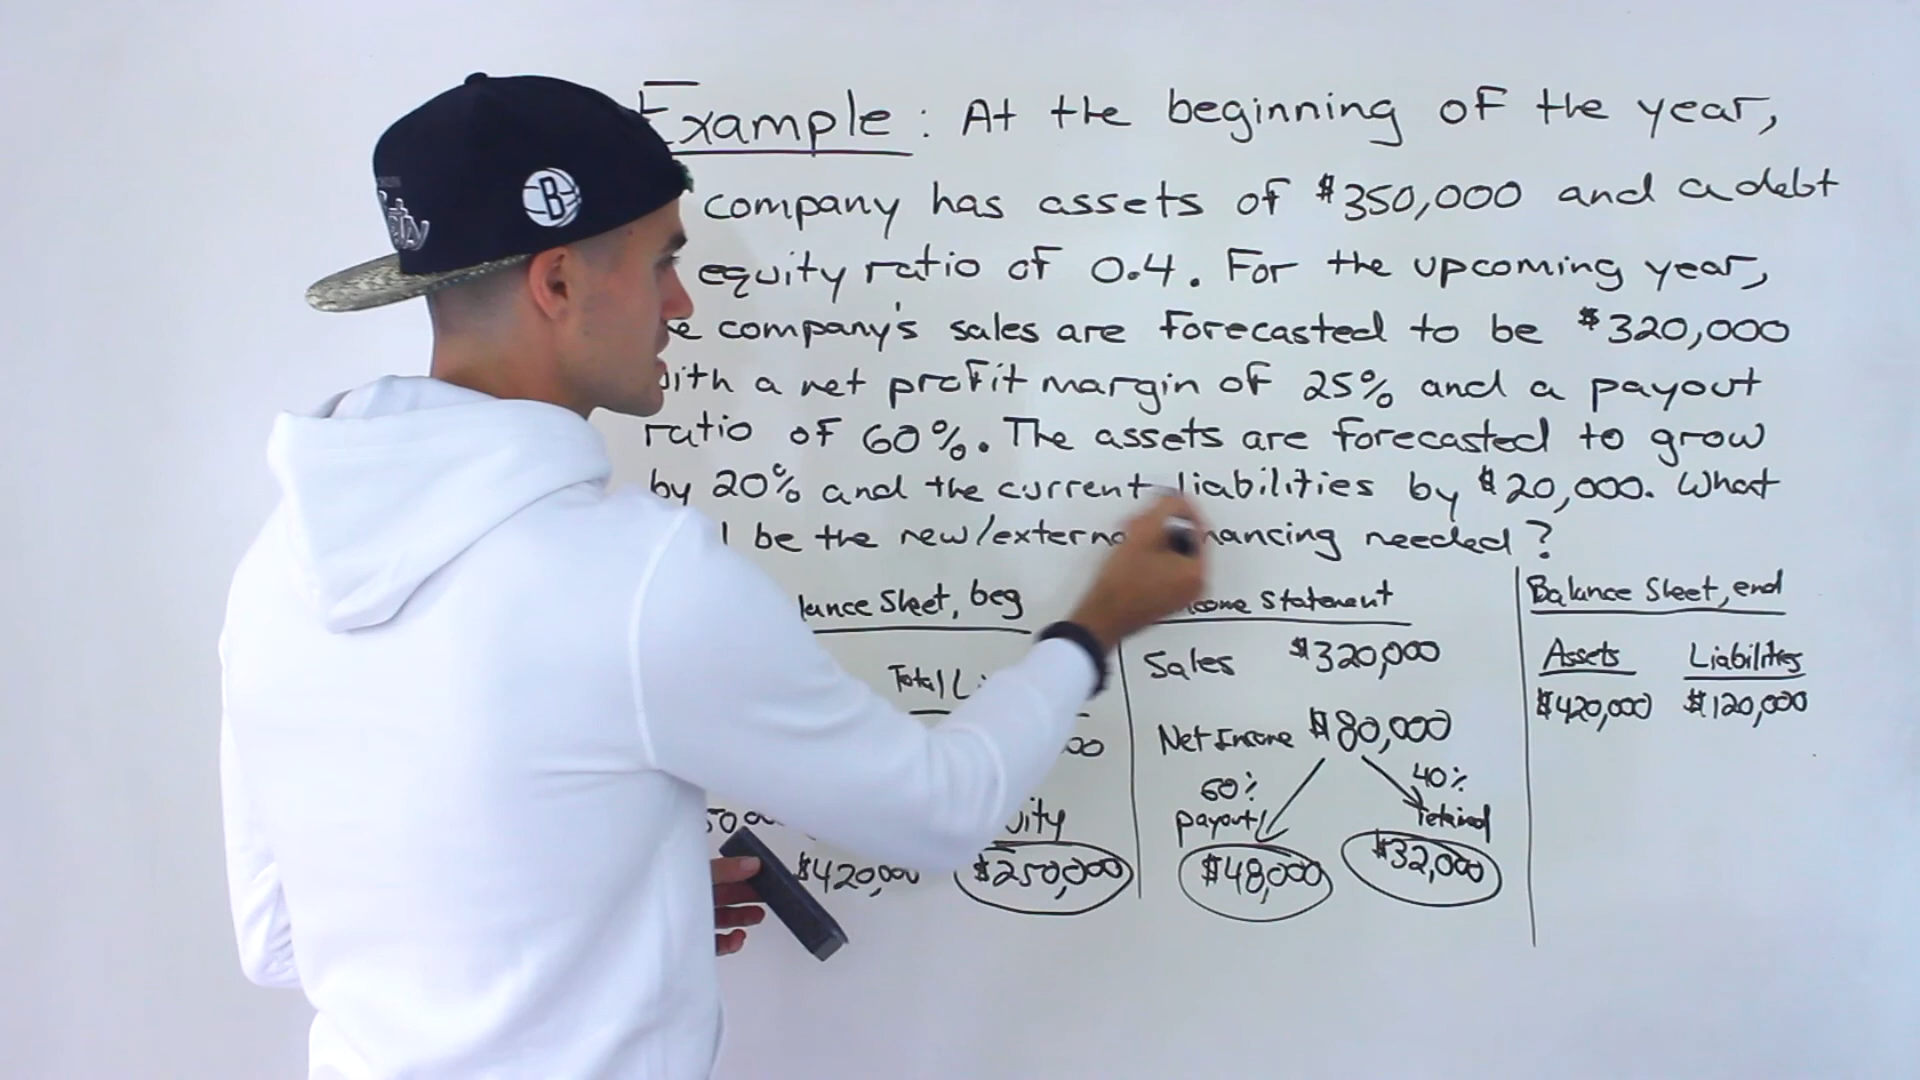 Example: At the beginning of the year,
company has assets of $350,000 and a debt
equity ratio of 0.4. For the upcoming year,
company's sales are forecasted to be $320,000
with a net profit margin of 25% and a payout
ratio of 60%. The assets are forecasted to grow
by 20% and the current liabilities by $20,000. What
be the new/external financing needed?
Balance Sheet, beg
Total
$420,000
$250,000
Income Statement
Sales $320,000
Net Income $80,000
60% payout
40% retained
$48,000
$32,000
Balance Sheet, end
Assets Liabilities
$420,000 $120,000
B